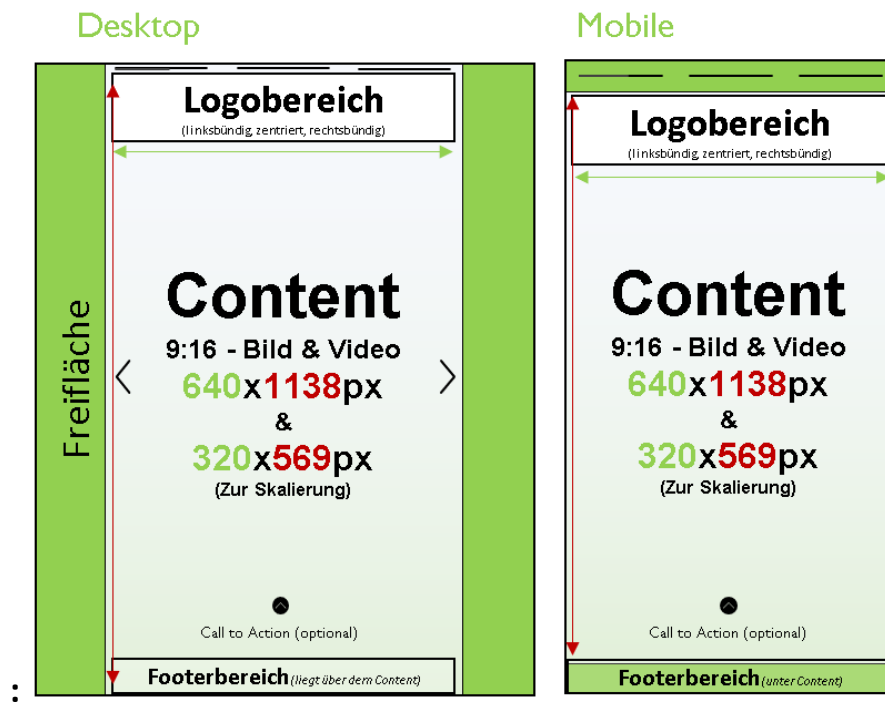 Desktop
Logobereich
(linksbündig, zentriert, rechtsbündig)
Freifläche
Content
9:16 - Bild & Video
640x1138px
&
320x569px
(Zur Skalierung)
Call to Action (optional)
Footerbereich (liegt über dem Content)
:
Mobile
Logobereich
(linksbündig, zentriert, rechtsbündig)
Content
9:16 - Bild & Video
640x1138px
&
320x569px
(Zur Skalierung)
Call to Action (optional)
Footerbereich (unter Content)